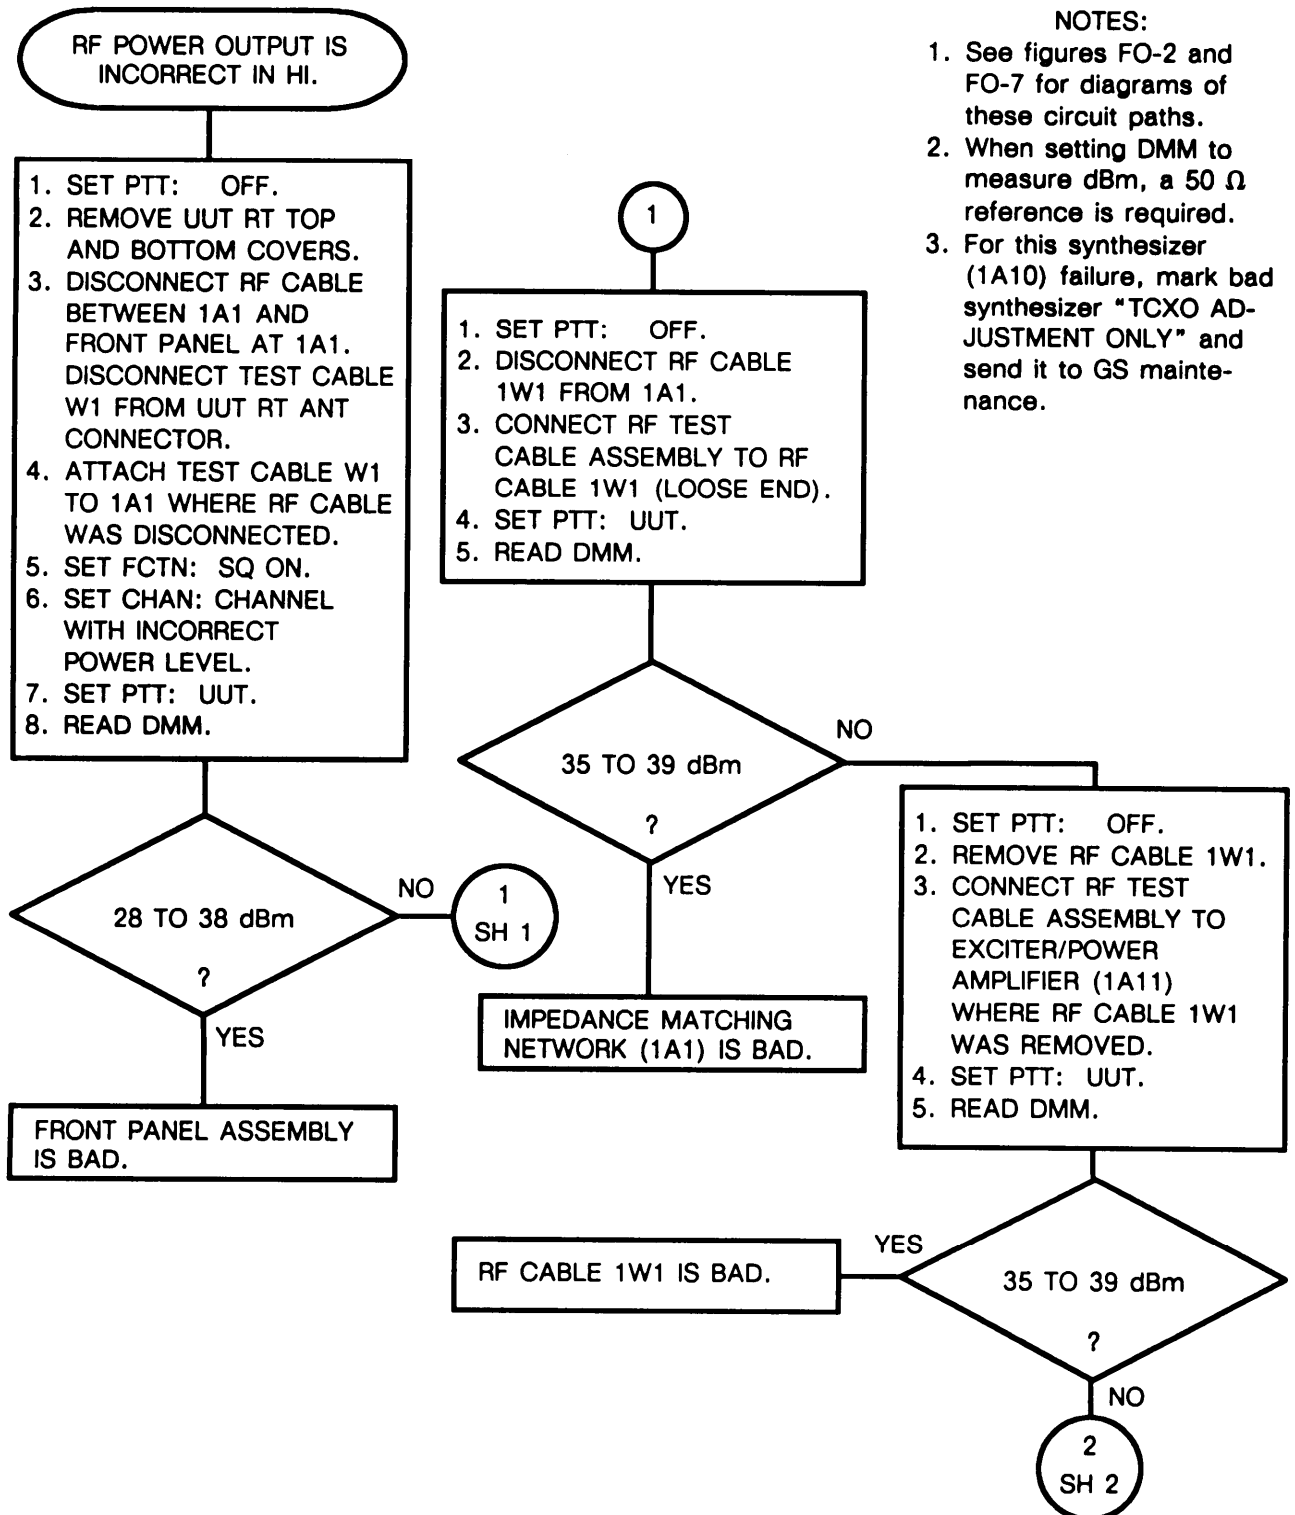 RF POWER OUTPUT IS
INCORRECT IN HI.
1. SET PTT: OFF.
2. REMOVE UUT RT TOP
AND BOTTOM COVERS.
3. DISCONNECT RF CABLE
BETWEEN 1A1 AND
FRONT PANEL AT 1A1.
DISCONNECT TEST CABLE
W1 FROM UUT RT ANT
CONNECTOR.
4. ATTACH TEST CABLE W1
TO 1A1 WHERE RF CABLE
WAS DISCONNECTED.
5. SET FCTN: SQ ON.
6. SET CHAN: CHANNEL
WITH INCORRECT
POWER LEVEL.
7. SET PTT: UUT.
8. READ DMM.
28 TO 38 dBm
?
NO
1
SH 1
YES
FRONT PANEL ASSEMBLY
IS BAD.
1
1. SET PTT: OFF.
2. DISCONNECT RF CABLE
1W1 FROM 1A1.
3. CONNECT RF TEST
CABLE ASSEMBLY TO RF
CABLE 1W1 (LOOSE END).
4. SET PTT: UUT.
5. READ DMM.
35 TO 39 dBm
?
NO
YES
IMPEDANCE MATCHING
NETWORK (1A1) IS BAD.
NOTES:
1. See figures FO-2 and
FO-7 for diagrams of
these circuit paths.
2. When setting DMM to
measure dBm, a 50 Ω
reference is required.
3. For this synthesizer
(1A10) failure, mark bad
synthesizer "TCXO AD-
JUSTMENT ONLY" and
send it to GS mainte-
nance.
1. SET PTT: OFF.
2. REMOVE RF CABLE 1W1.
3. CONNECT RF TEST
CABLE ASSEMBLY TO
EXCITER/POWER
AMPLIFIER (1A11)
WHERE RF CABLE 1W1
WAS REMOVED.
4. SET PTT: UUT.
5. READ DMM.
35 TO 39 dBm
?
YES
RF CABLE 1W1 IS BAD.
NO
2
SH 2